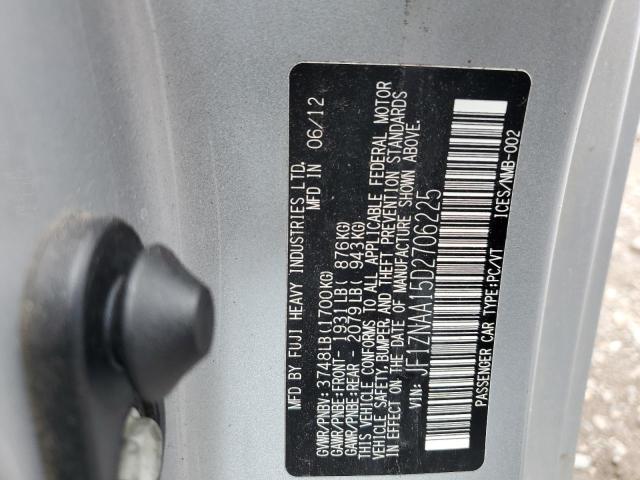 MFD BY FUJI HEAVY INDUSTRIES LTD. MFD IN 06/12
GVWR/PNBV: 3748LB(1700KG)
GAWR/PNBE:FRONT- 1931LB( 876KG)
GAWR/PNBE:REAR - 2079LB( 943KG)
THIS VEHICLE CONFORMS TO ALL APPLICABLE FEDERAL MOTOR
VEHICLE SAFETY, BUMPER, AND THEFT PREVENTION STANDARDS
IN EFFECT ON THE DATE OF MANUFACTURE SHOWN ABOVE.
VIN: JF1ZNAA15D2706225
PASSENGER CAR TYPE:PC/VT ICES/NMB-002